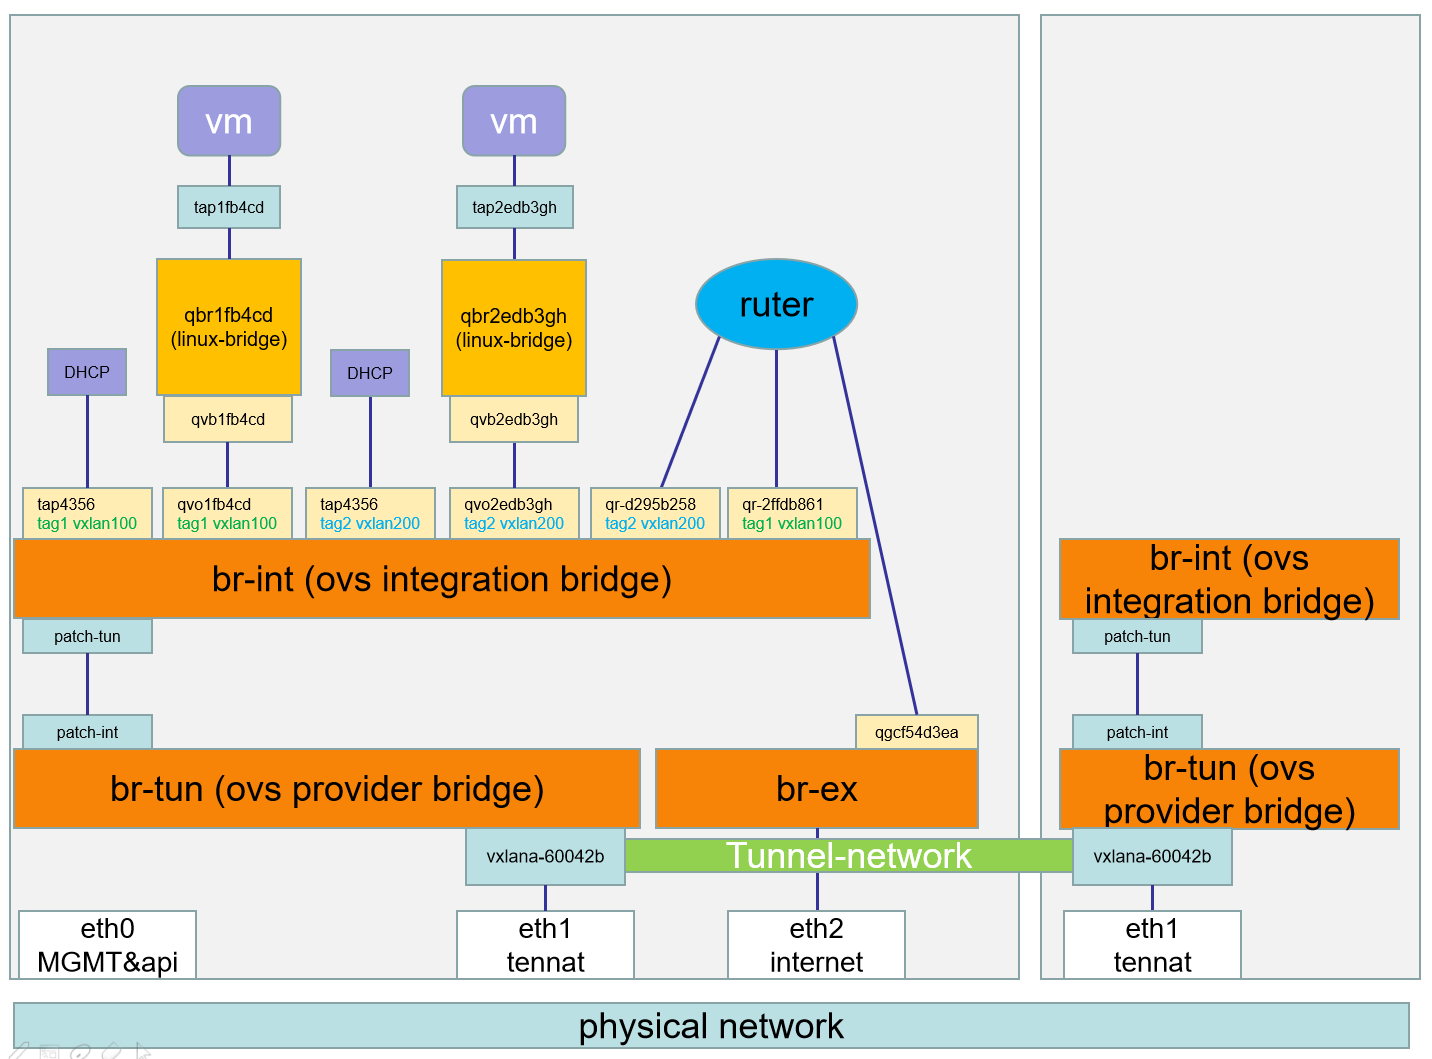 vm
vm
tap1fb4cd
tap2edb3gh
qbr1fb4cd
(linux-bridge)
qbr2edb3gh
(linux-bridge)
ruter
DHCP
DHCP
qvb1fb4cd
qvb2edb3gh
tap4356
tag1 vxlan100
qvo1fb4cd
tag1 vxlan100
tap4356
tag2 vxlan200
qvo2edb3gh
tag2 vxlan200
qr-d295b258
tag2 vxlan200
qr-2ffdb861
tag1 vxlan100
br-int (ovs integration bridge)
br-int (ovs
integration bridge)
patch-tun
patch-tun
patch-int
qgcf54d3ea
patch-int
br-tun (ovs provider bridge)
br-ex
br-tun (ovs
provider bridge)
vxlana-60042b
Tunnel-network
vxlana-60042b
eth0
MGMT&api
eth1
tennat
eth2
internet
eth1
tennat
physical network